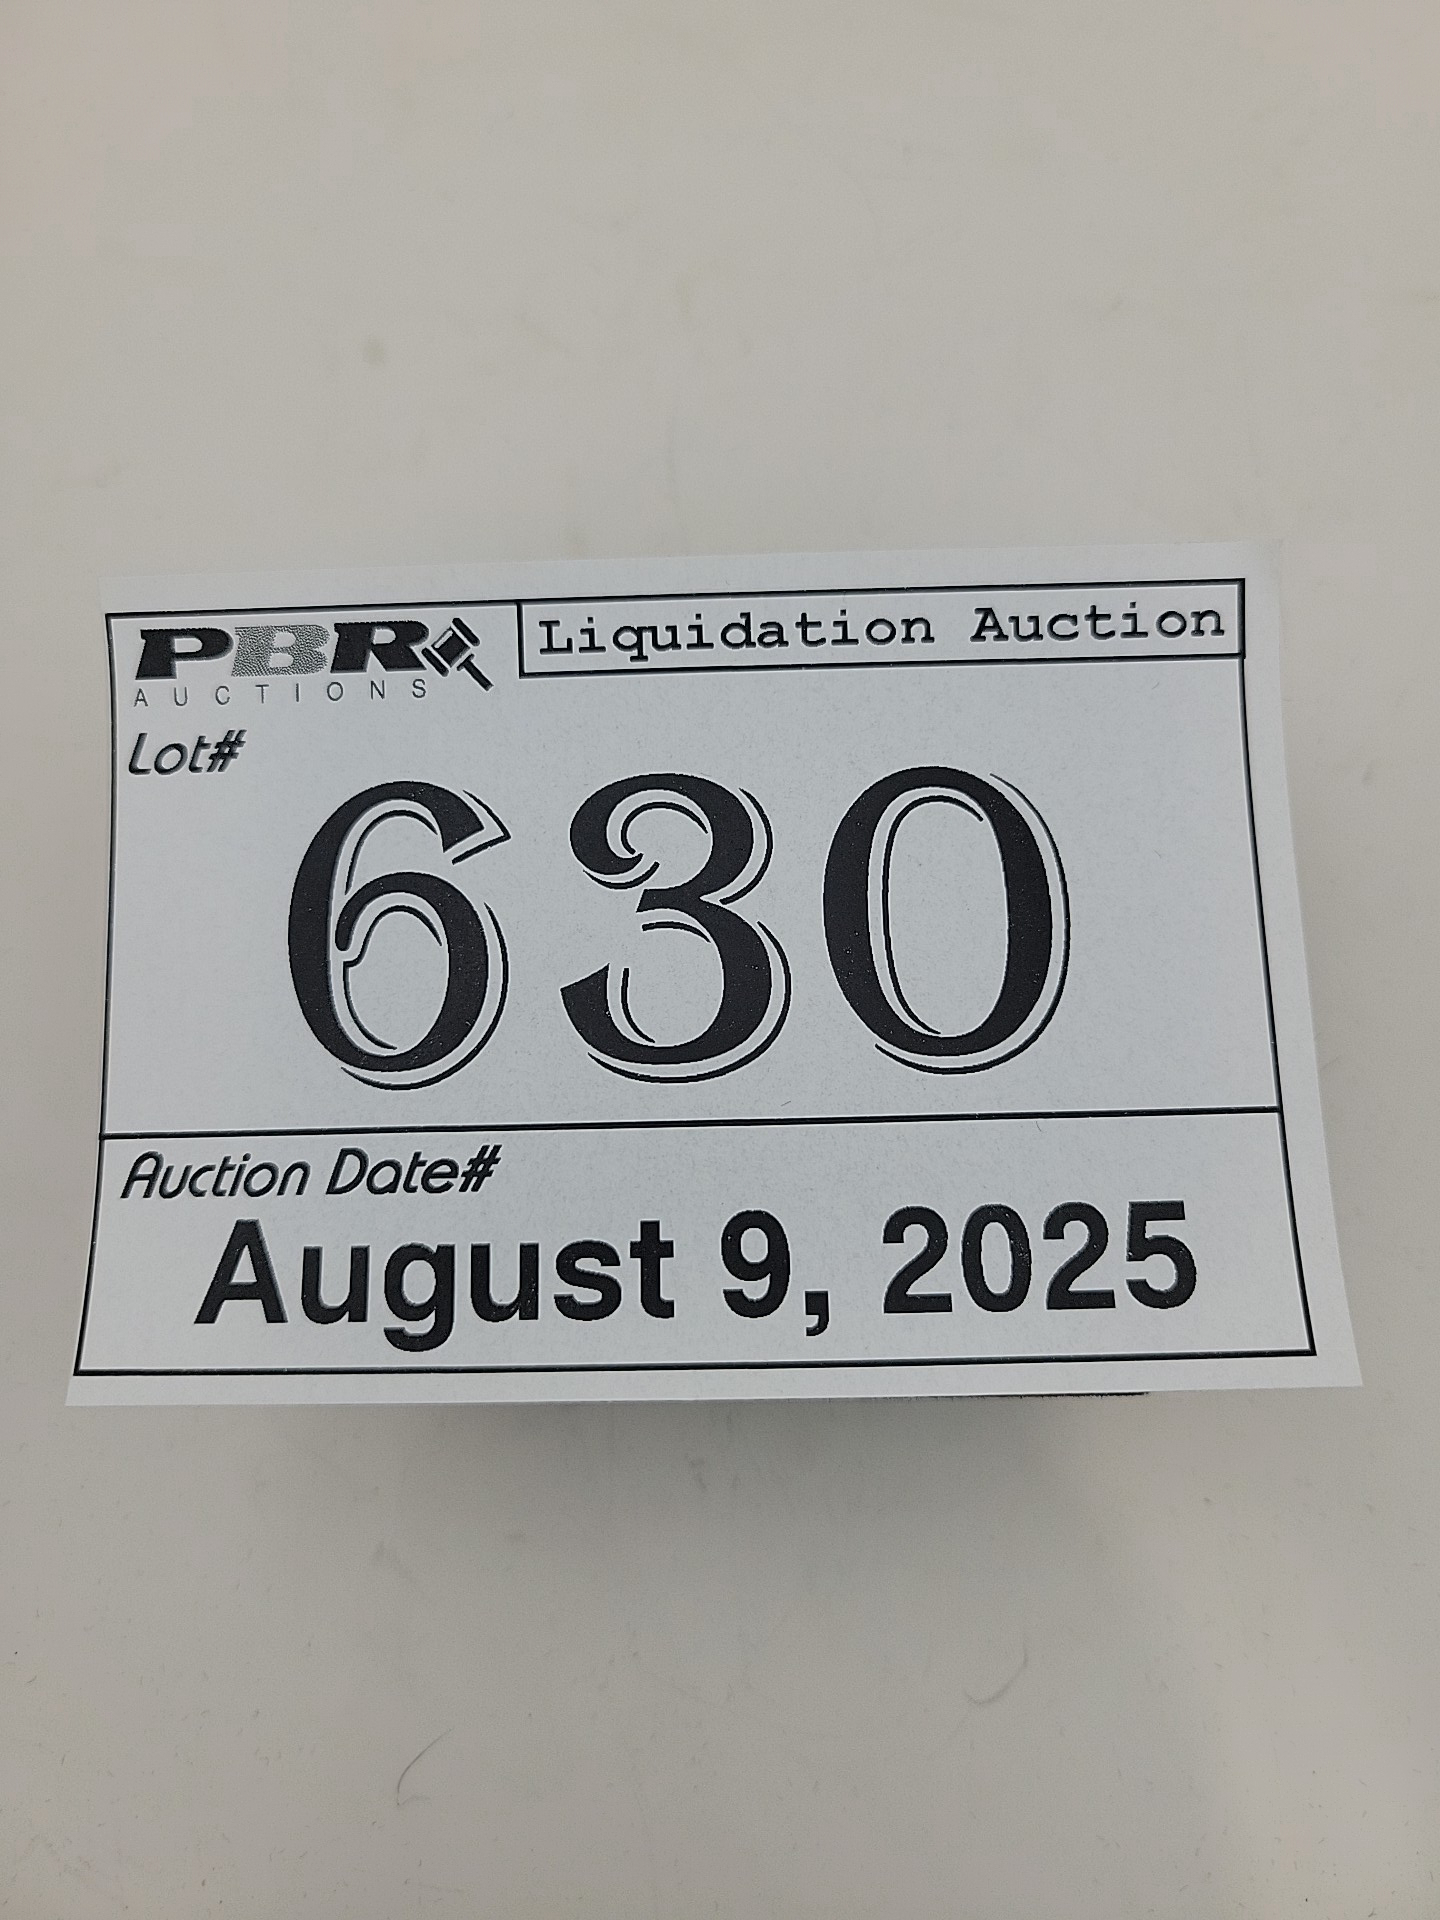 PBR
AUCTIONS
Liquidation Auction
Lot#
630
Auction Date#
August 9, 2025